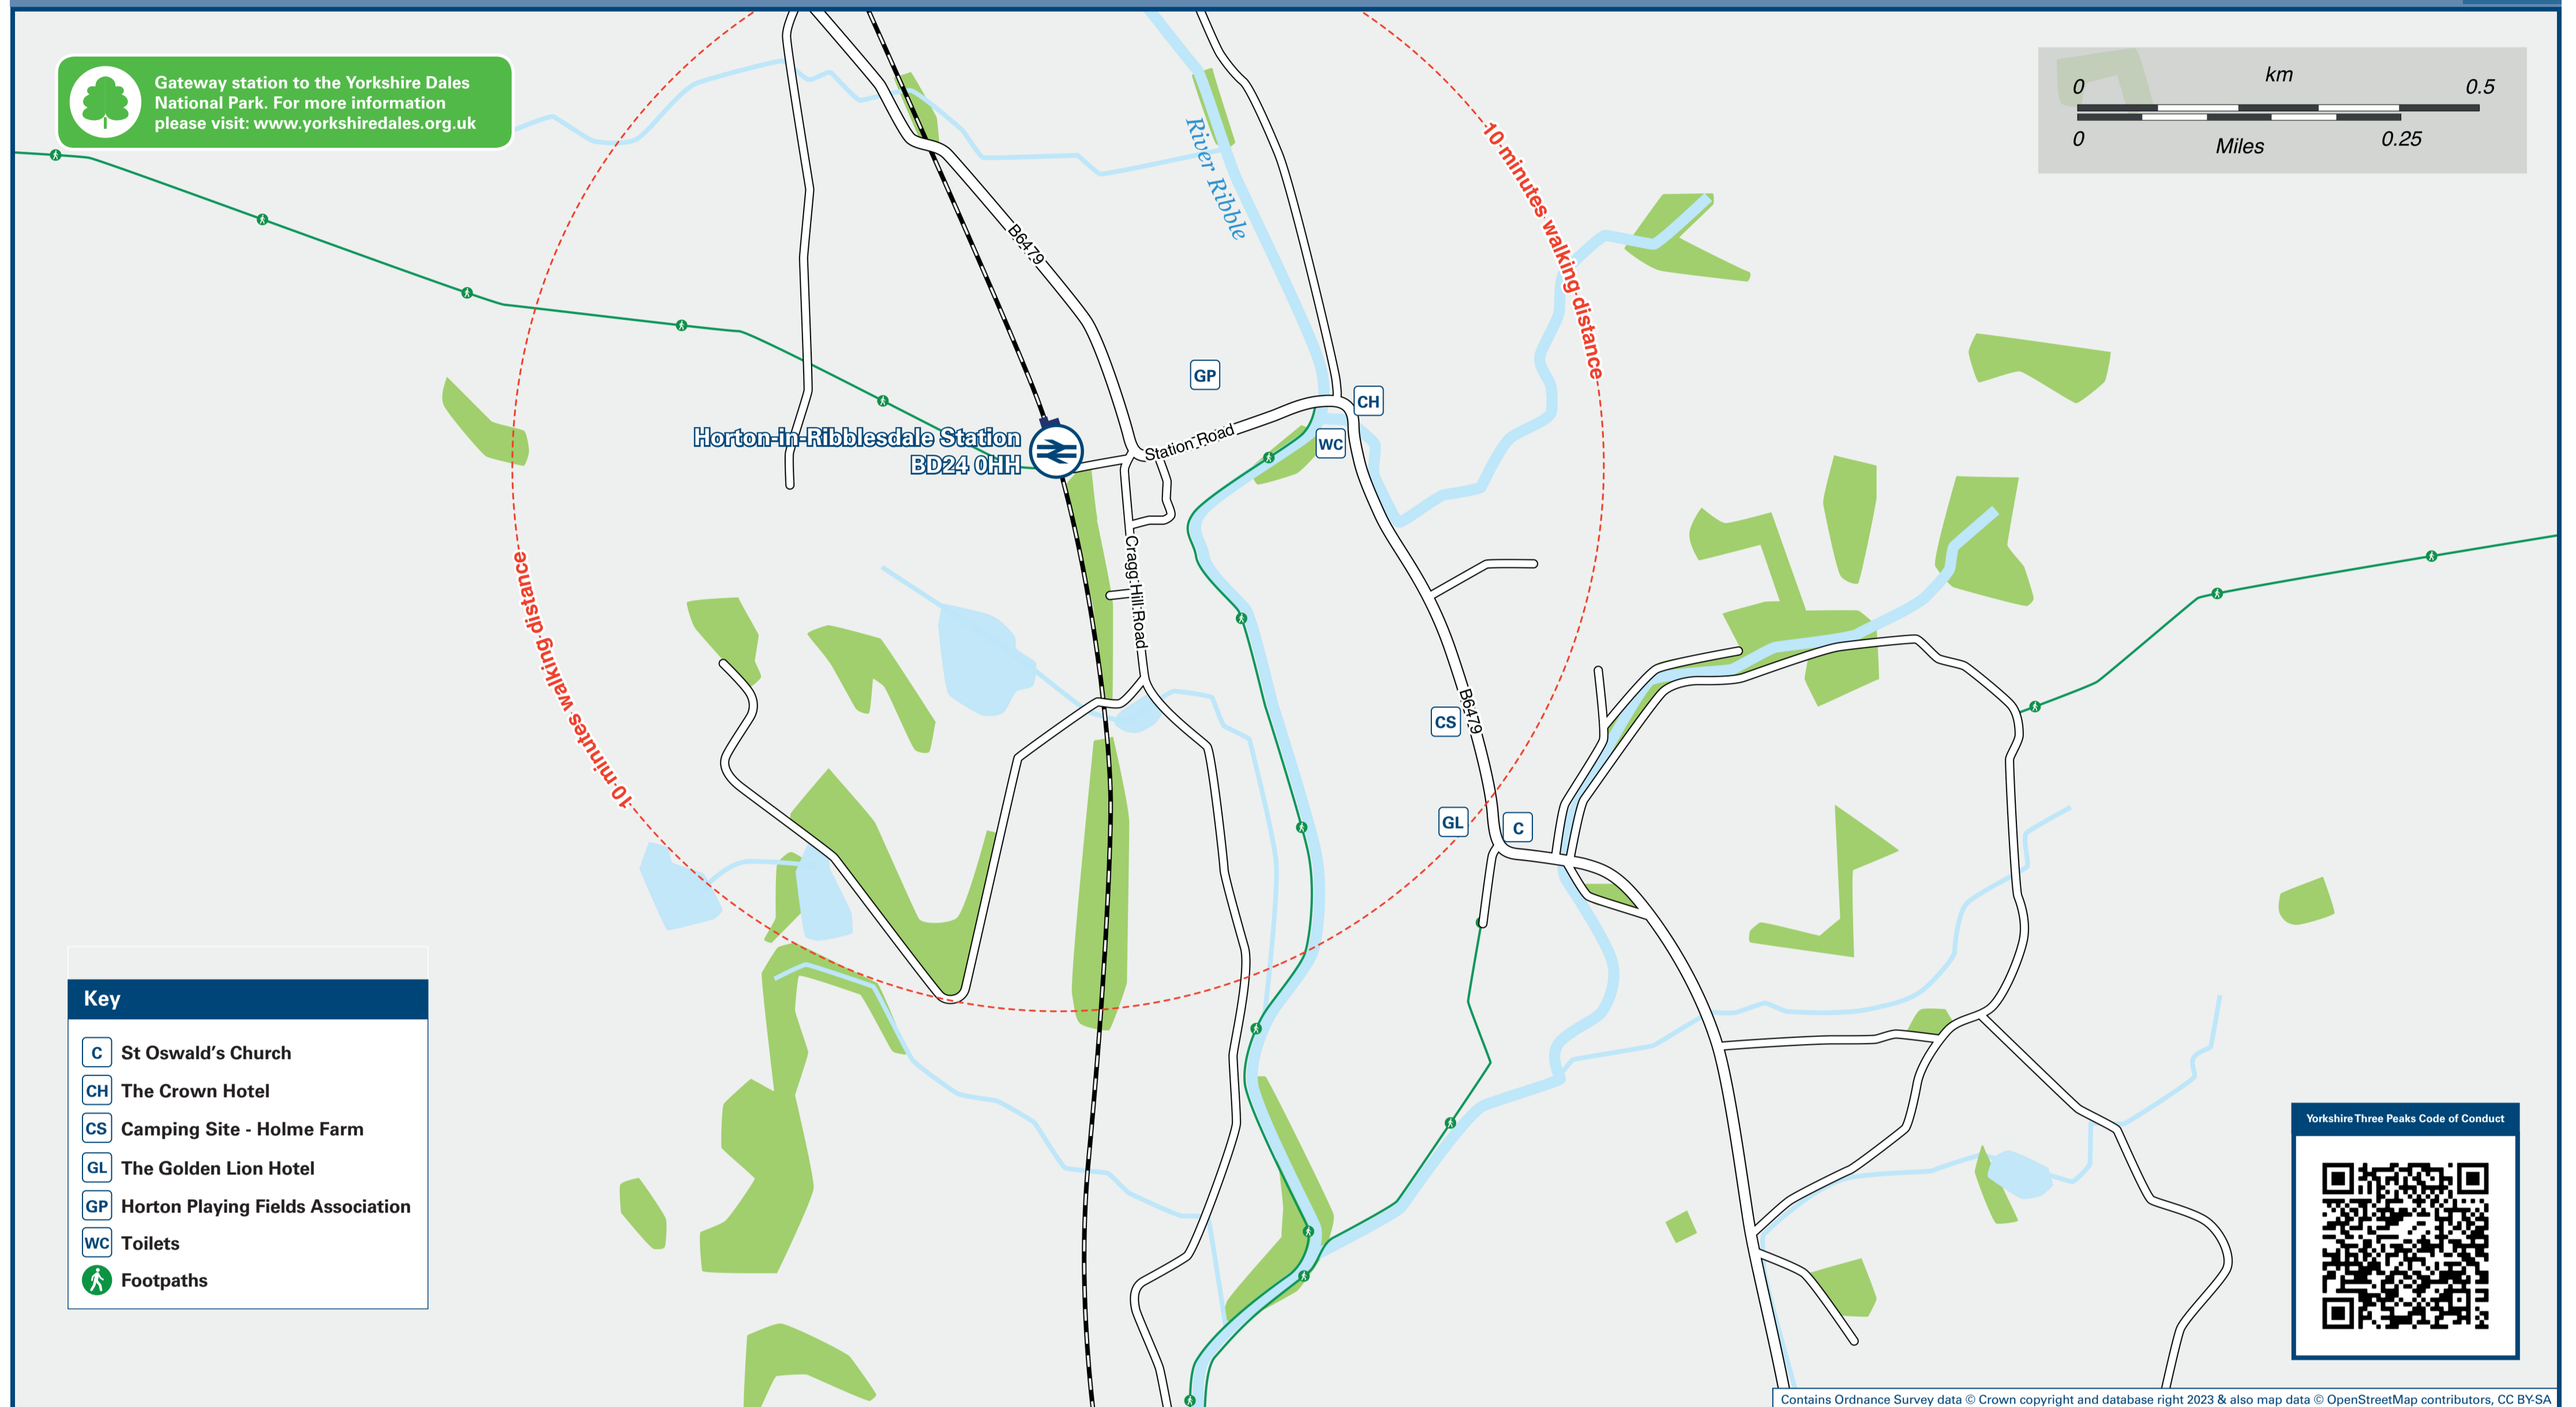 Gateway station to the Yorkshire Dales
National Park. For more information
please visit: www.yorkshiredales.org.uk
km
0
0.5
0
0.25
Miles
10 minutes walking distance
River Ribble
B6479
GP
CH
Horton-in-Ribblesdale Station
BD24 0HH
Station Road
WC
Cragg Hill Road
10 minutes walking distance
B6479
CS
GL
C
Key
C St Oswald’s Church
CH The Crown Hotel
CS Camping Site - Holme Farm
GL The Golden Lion Hotel
GP Horton Playing Fields Association
WC Toilets
Footpaths
Yorkshire Three Peaks Code of Conduct
Contains Ordnance Survey data © Crown copyright and database right 2023 & also map data © OpenStreetMap contributors, CC BY-SA